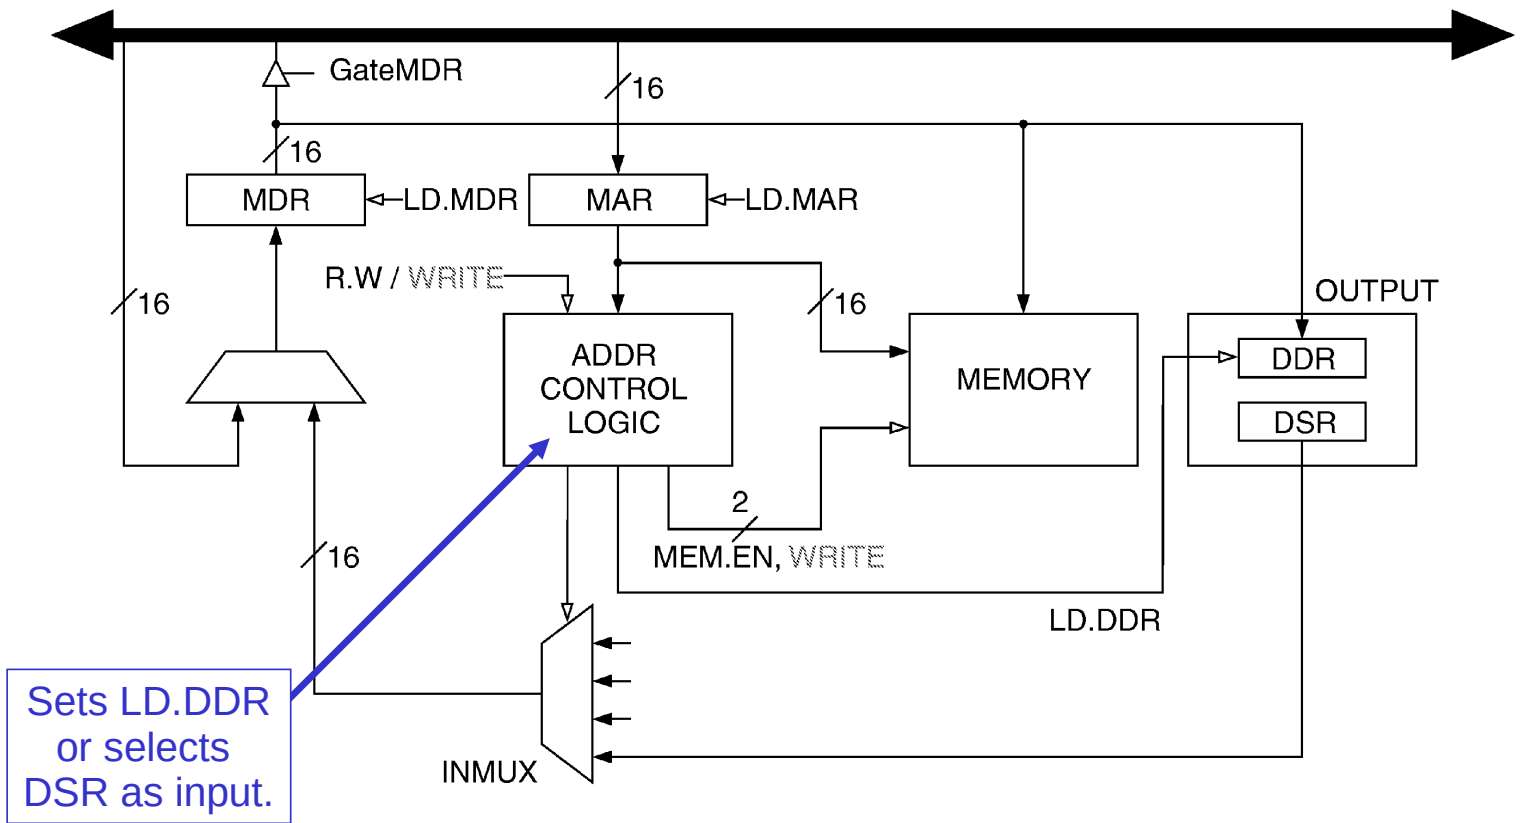 GateMDR
16
16
MDR
LD.MDR
MAR
LD.MAR
R.W / WRITE
16
16
OUTPUT
ADDR
CONTROL
LOGIC
MEMORY
DDR
DSR
2
MEM.EN, WRITE
16
LD.DDR
INMUX
Sets LD.DDR
or selects
DSR as input.